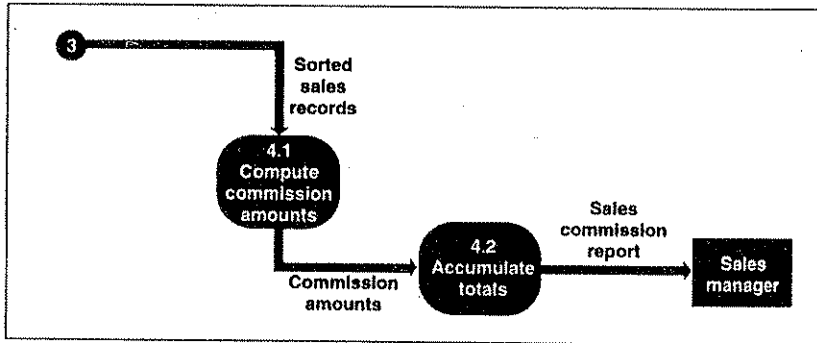 3
Sorted
sales
records
4.1
Compute
commission
amounts
Commission
amounts
4.2
Accumulate
totals
Sales
commission
report
Sales
manager